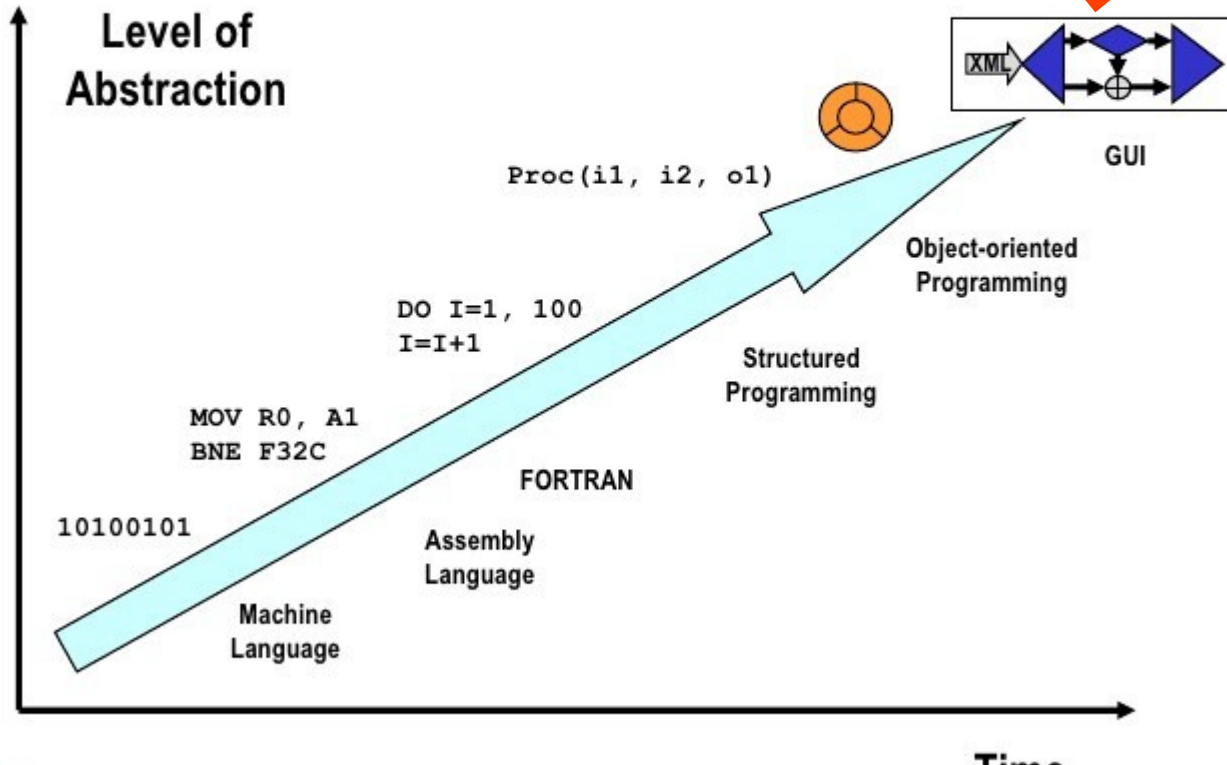 Level of
Abstraction
XML
GUI
Proc(i1, i2, o1)
Object-oriented
Programming
DO I=1, 100
I=I+1
Structured
Programming
MOV R0, A1
BNE F32C
FORTRAN
10100101
Assembly
Language
Machine
Language
Time